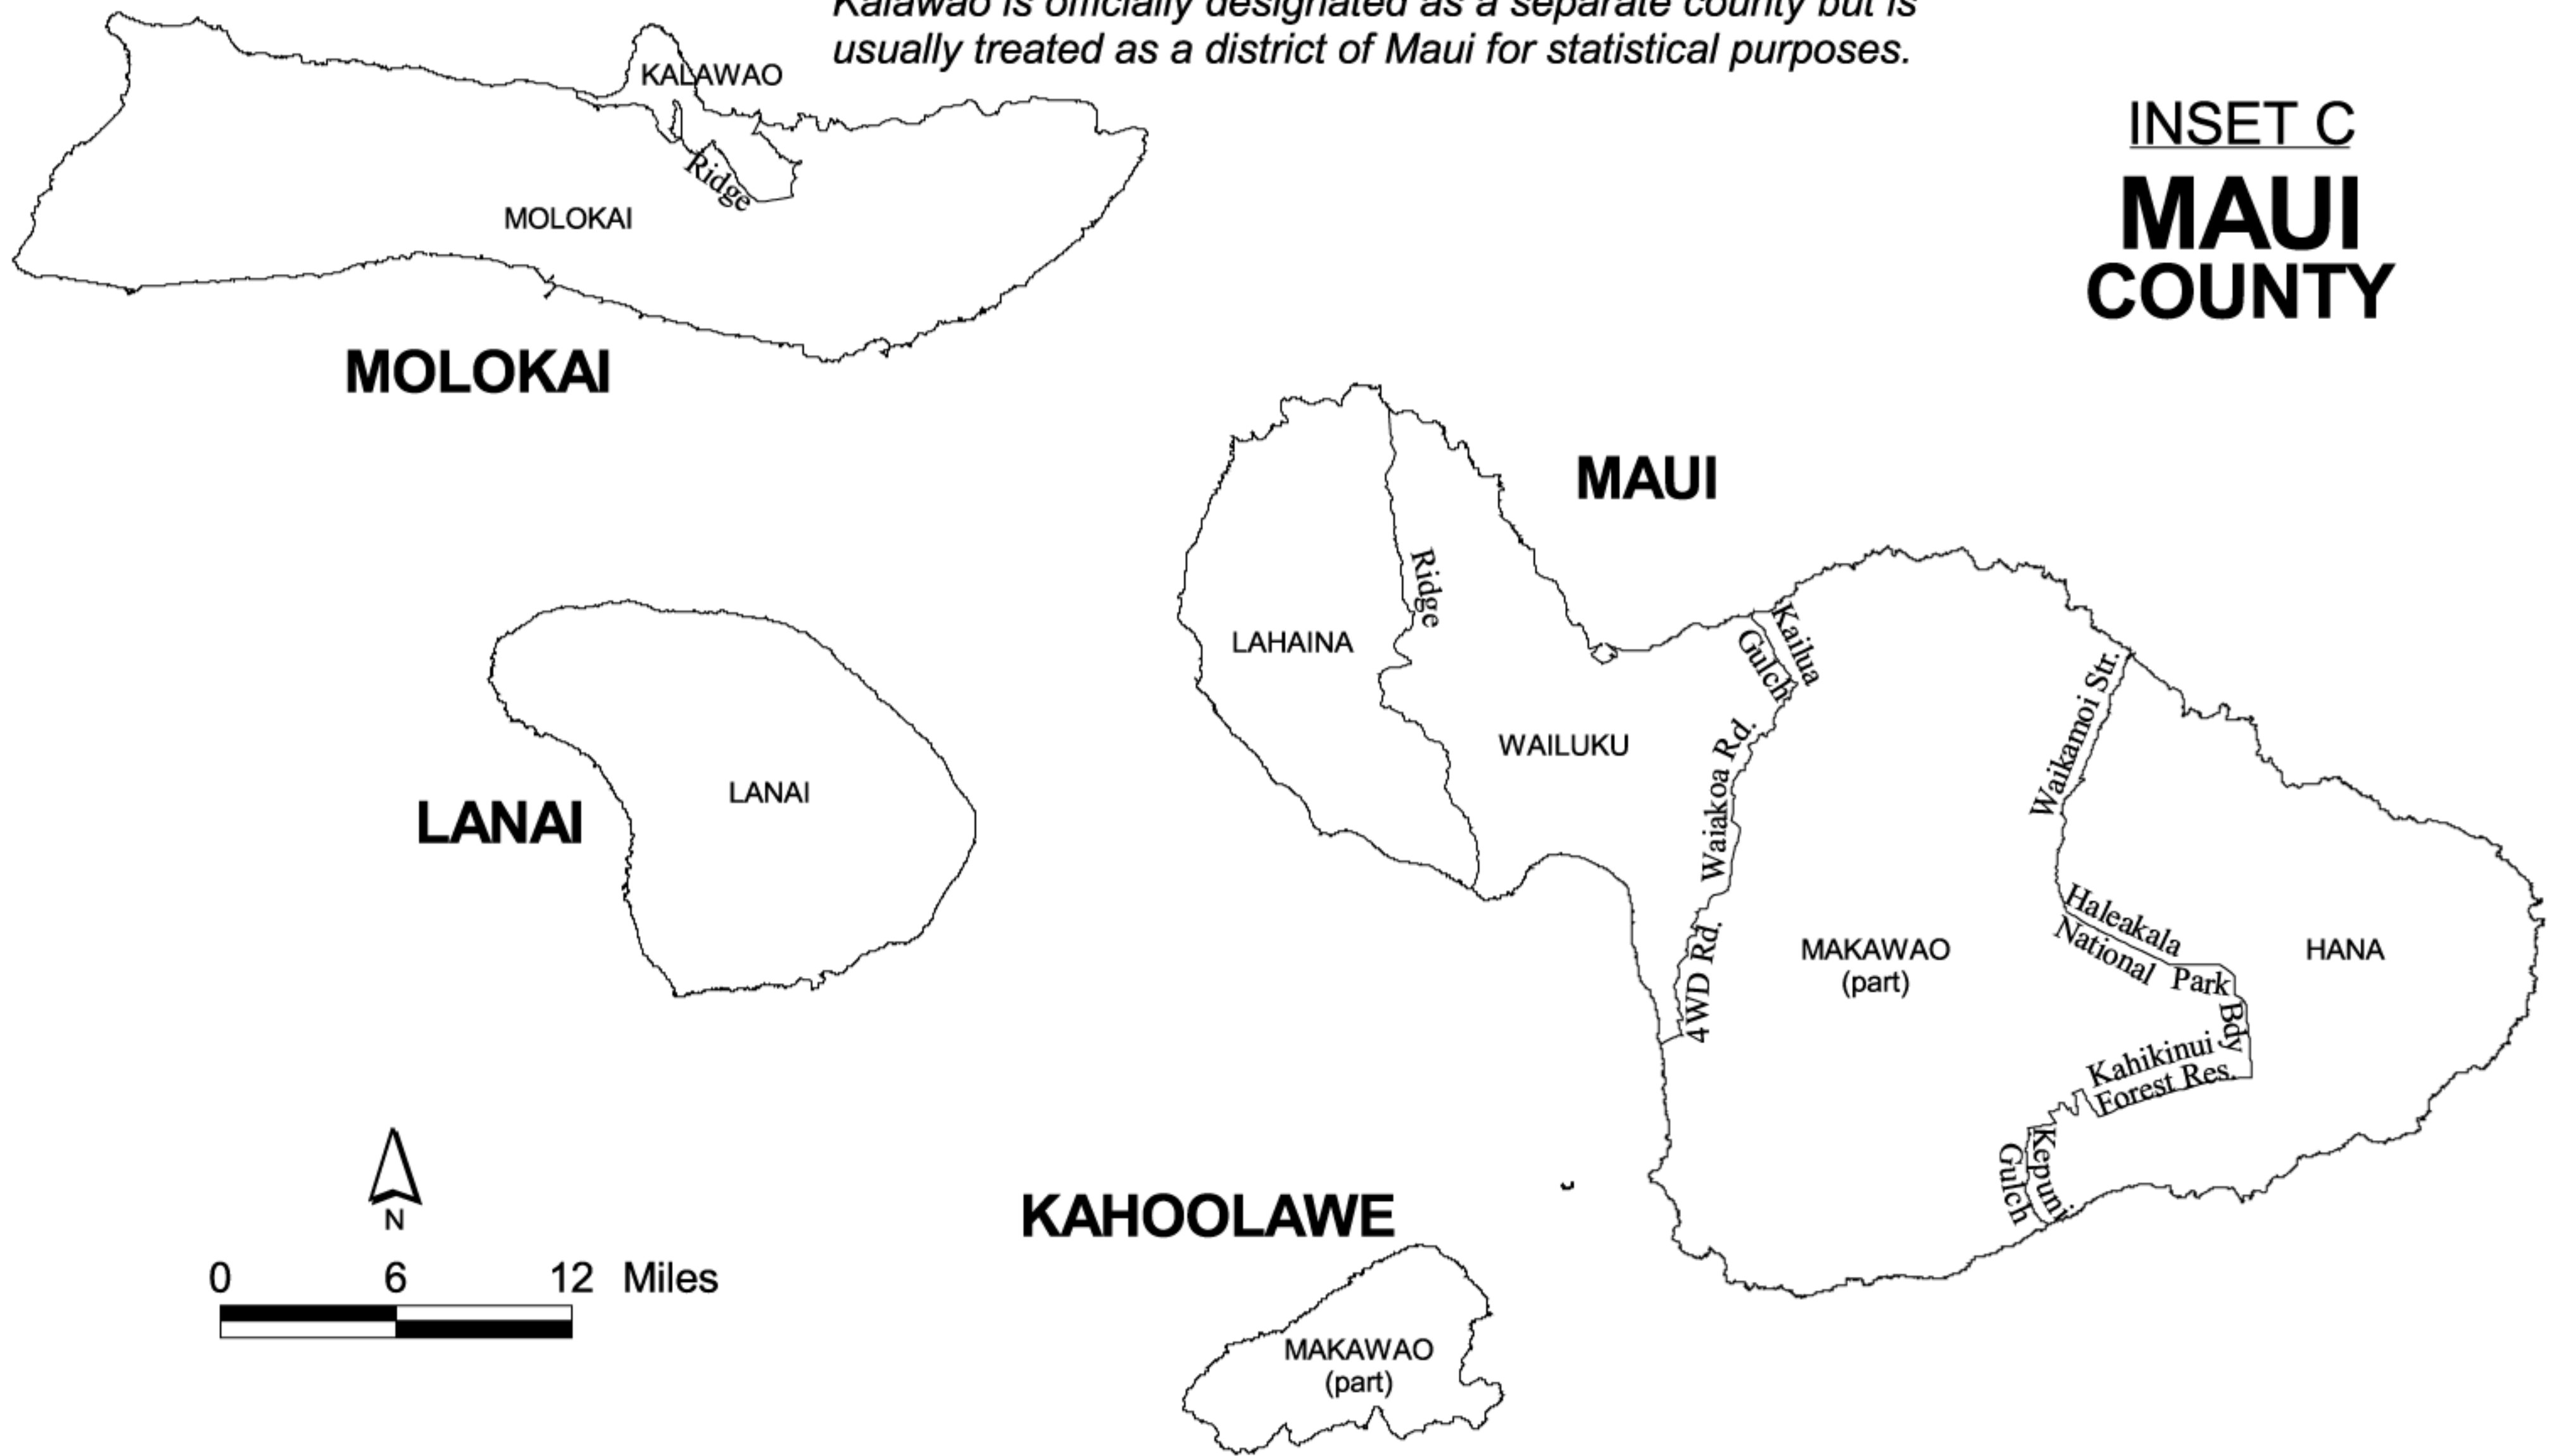 Kalawao is officially designated as a separate county but is
usually treated as a district of Maui for statistical purposes.
INSET C
MAUI
COUNTY
KALAWAO
Ridge
MOLOKAI
MOLOKAI
MAUI
Ridge
LAHAINA
WAILUKU
Kailua
Gulch
Waiakoa Rd.
4WD Rd.
Waikamoi Str.
Haleakala
National Park Bdy
MAKAWAO
(part)
HANA
Kahikinui
Forest Res.
Kepuni
Gulch
LANAI
LANAI
KAHOOLAWE
MAKAWAO
(part)
N
0 6 12 Miles